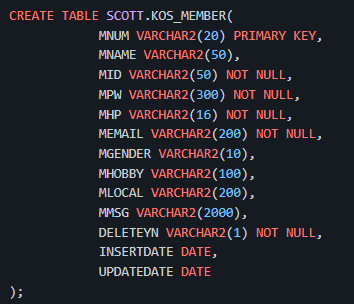 CREATE TABLE SCOTT.KOS_MEMBER(
MNUM VARCHAR2(20) PRIMARY KEY,
MNAME VARCHAR2(50),
MID VARCHAR2(50) NOT NULL,
MPW VARCHAR2(300) NOT NULL,
MHP VARCHAR2(16) NOT NULL,
MEMAIL VARCHAR2(200) NOT NULL,
MGENDER VARCHAR2(10),
MHOBBY VARCHAR2(100),
MLOCAL VARCHAR2(200),
MMSG VARCHAR2(2000),
DELETEYN VARCHAR2(1) NOT NULL,
INSERTDATE DATE,
UPDATEDATE DATE
);